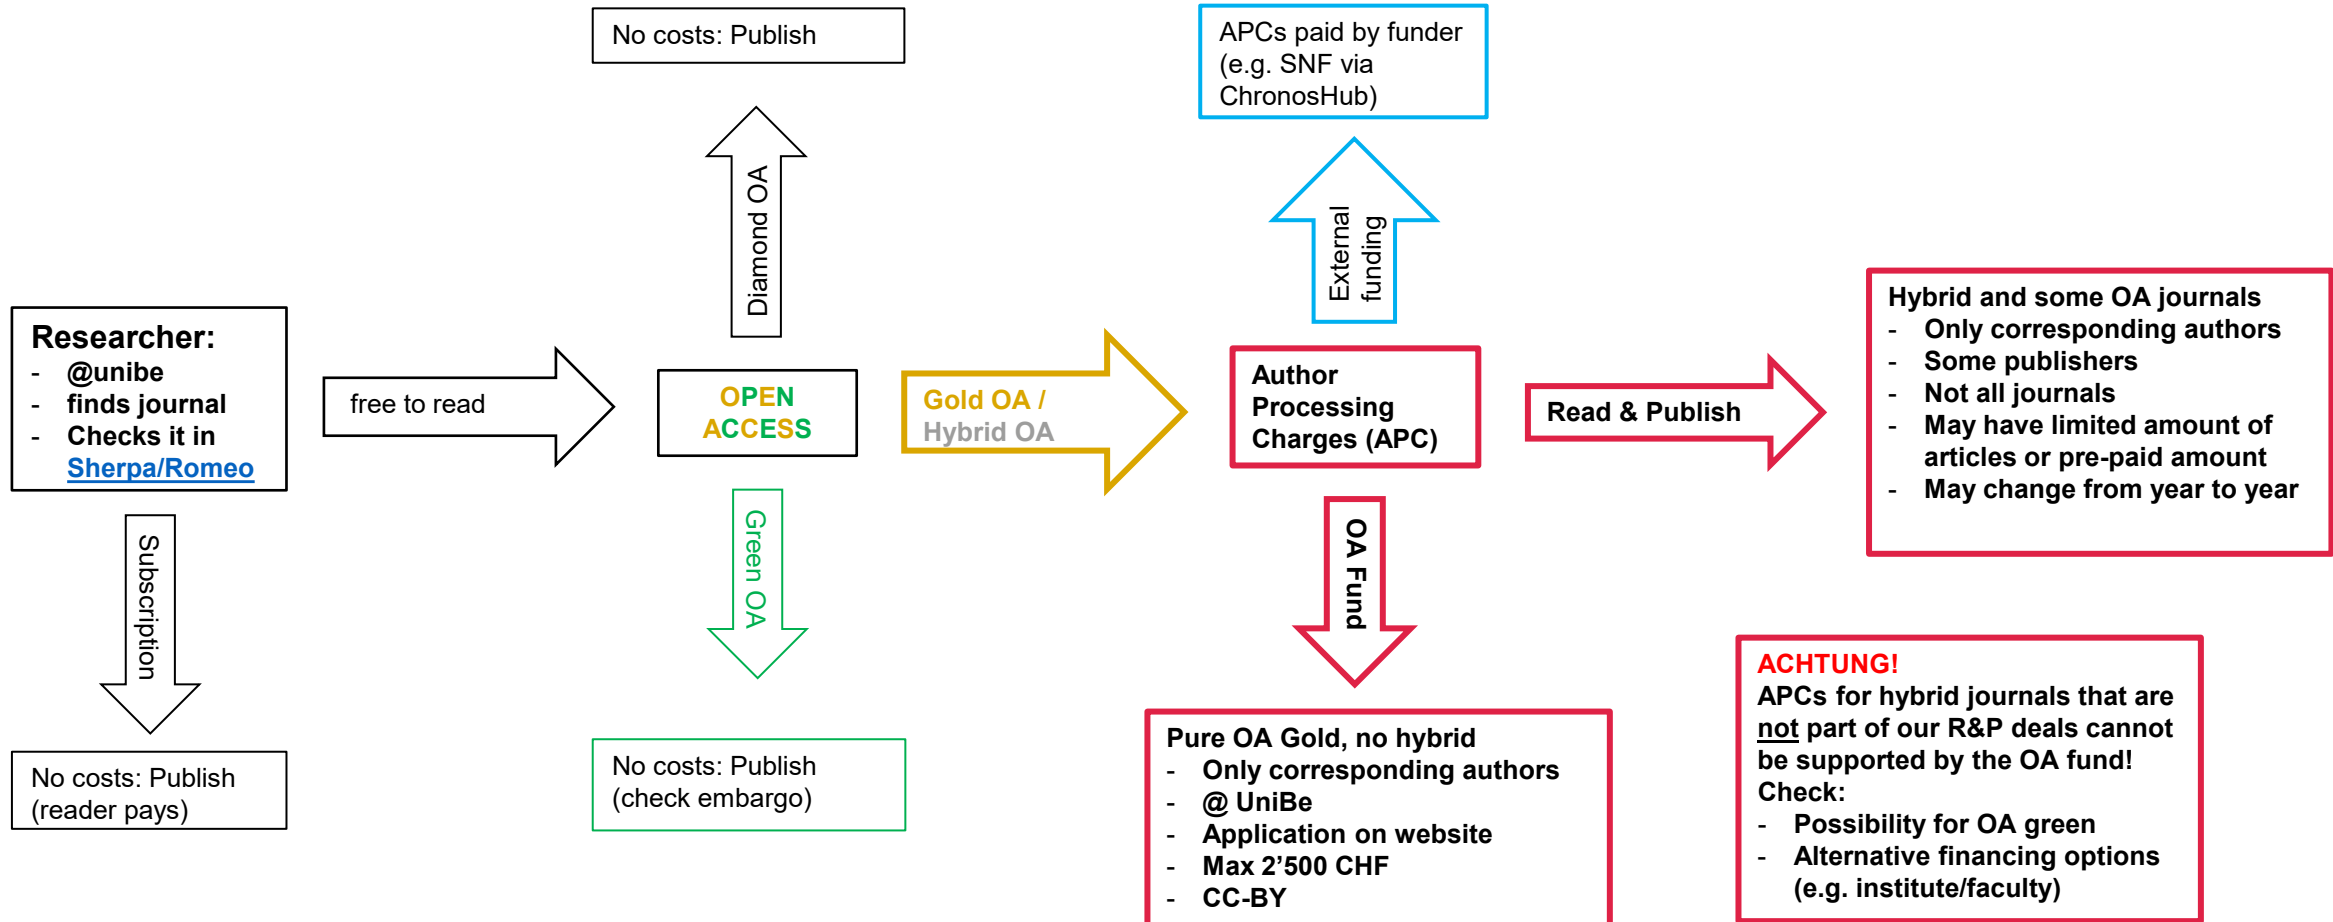 No costs: Publish
APCs paid by funder
(e.g. SNF via
ChronosHub)
Diamond OA
External
funding
Researcher:
- @unibe
- finds journal
- Checks it in
Sherpa/Romeo
free to read
OPEN
ACCESS
Gold OA /
Hybrid OA
Author
Processing
Charges (APC)
Read & Publish
Hybrid and some OA journals
- Only corresponding authors
- Some publishers
- Not all journals
- May have limited amount of
articles or pre-paid amount
- May change from year to year
Subscription
Green OA
OA Fund
No costs: Publish
(reader pays)
No costs: Publish
(check embargo)
Pure OA Gold, no hybrid
- Only corresponding authors
- @ UniBe
- Application on website
- Max 2’500 CHF
- CC-BY
ACHTUNG!
APCs for hybrid journals that are
not part of our R&P deals cannot
be supported by the OA fund!
Check:
- Possibility for OA green
- Alternative financing options
(e.g. institute/faculty)